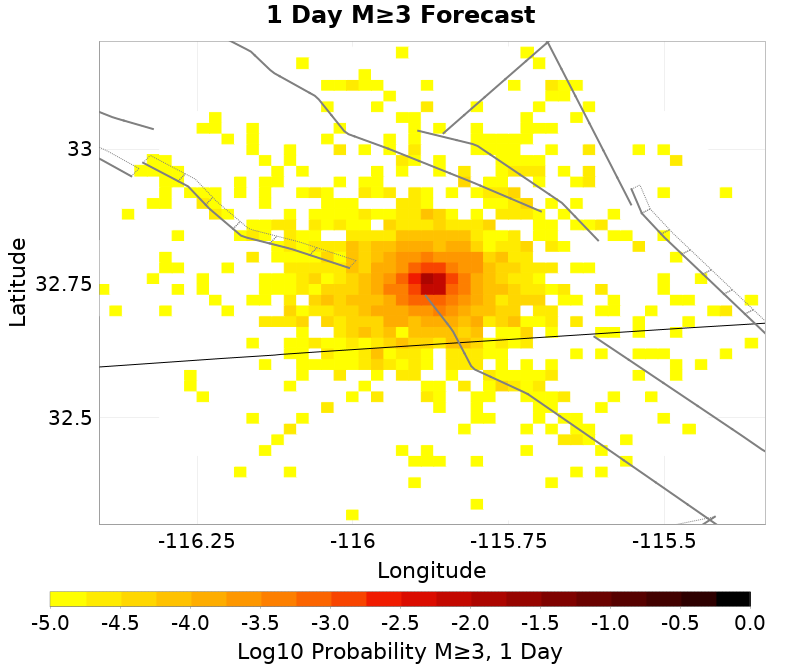 1 Day M≥3 Forecast
33
32.75
32.5
Latitude
-116.25 -116 -115.75 -115.5
Longitude
-5.0 -4.5 -4.0 -3.5 -3.0 -2.5 -2.0 -1.5 -1.0 -0.5 0.0
Log10 Probability M≥3, 1 Day